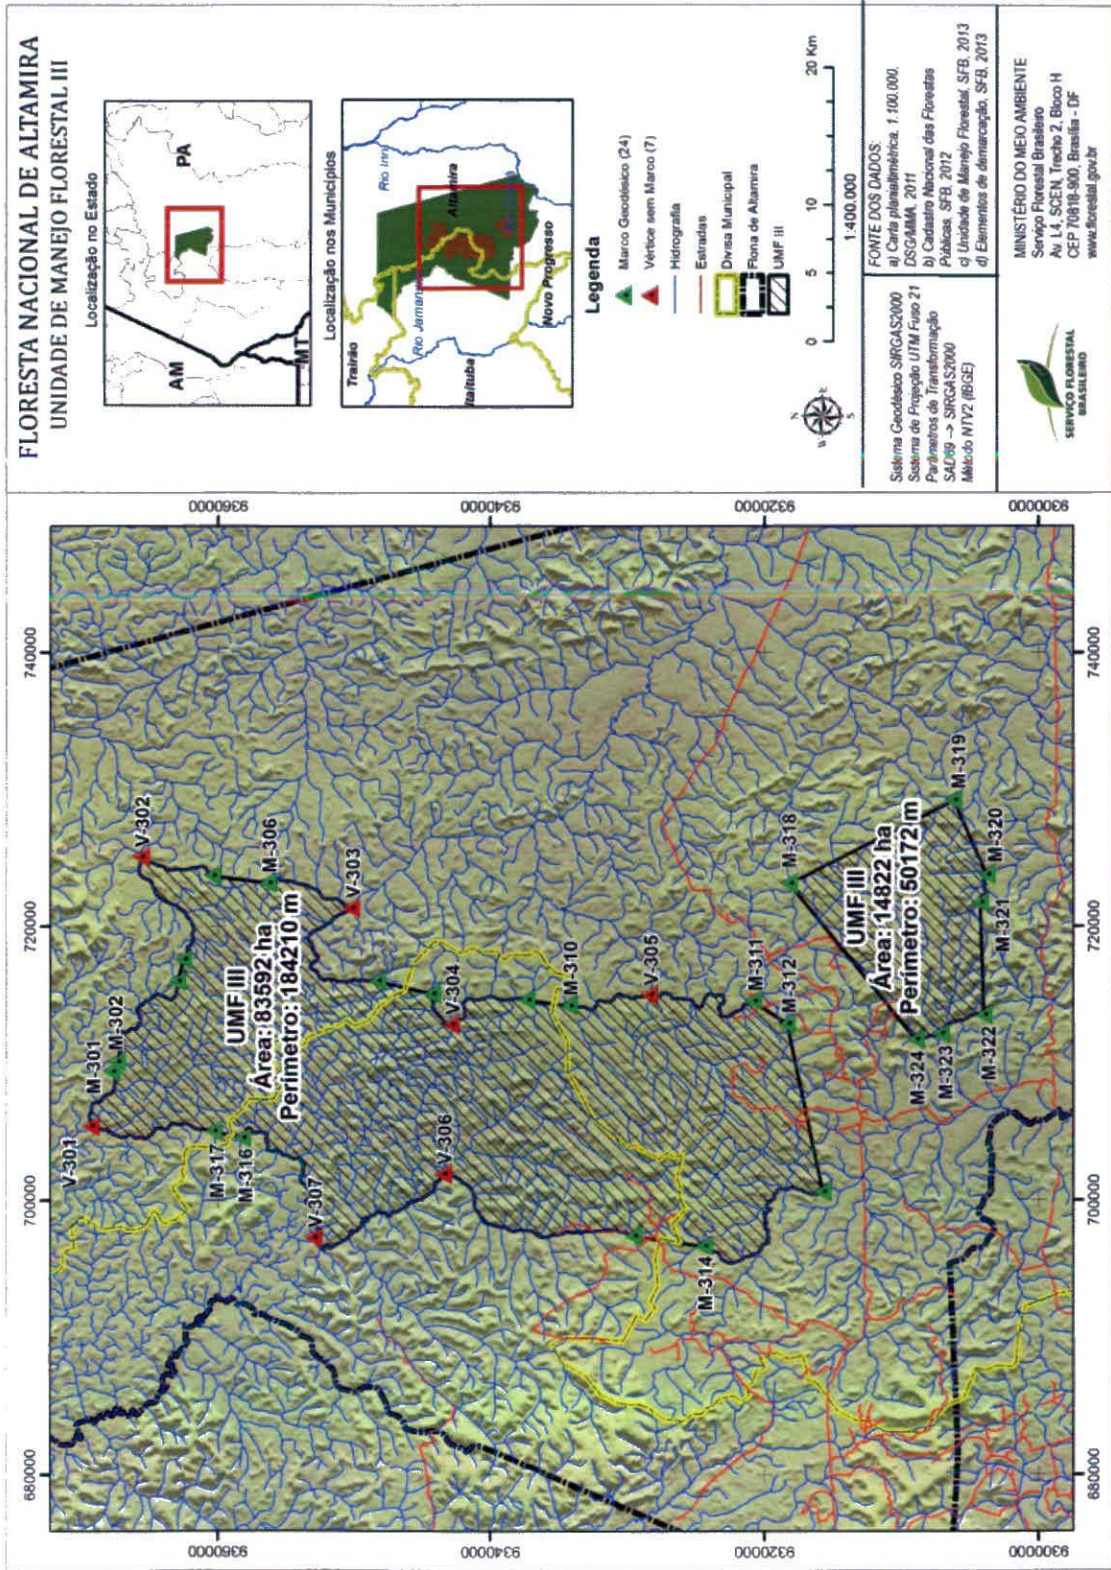 FLORESTA NACIONAL DE ALTAMIRA
UNIDADE DE MANEJO FLORESTAL III
Localização no Estado
AM
PA
MT
Localização nos Municípios
Trairão
Rio Jamanxim
Itaituba
Novo Progresso
Altamira
Legenda
Marco Geodésico (24)
Vértice sem Marco (7)
Hidrografia
Estradas
Divisa Municipal
Flona de Altamira
UMF III
1:400.000
0 5 10 20 Km
N
S
W
E
Sistema Geodésico SIRGAS2000
Sistema de Projeção UTM Fuso 21
Parâmetros de Transformação
SAD69 --> SIRGAS2000
Método NTV2 (IBGE)
FONTE DOS DADOS:
a) Carta planialtimétrica, 1:100.000,
DSG/MMA, 2011
b) Cadastro Nacional das Florestas
Públicas, SFB, 2012
c) Unidade de Manejo Florestal, SFB, 2013
d) Elementos de demarcação, SFB, 2013
SERVIÇO FLORESTAL
BRASILEIRO
MINISTÉRIO DO MEIO AMBIENTE
Serviço Florestal Brasileiro
Av. L4, SCEN, Trecho 2, Bloco H
CEP 70818-900, Brasília - DF
www.florestal.gov.br
680000
700000
720000
740000
9360000
9340000
9320000
9300000
V-301
M-301
M-302
V-302
M-306
V-303
UMF III
Área: 83592 ha
Perímetro: 184210 m
M-317
M-316
V-307
V-306
V-304
M-310
V-305
M-311
M-312
M-314
M-318
UMF III
Área: 14822 ha
Perímetro: 50172 m
M-319
M-320
M-321
M-322
M-323
M-324
680000
700000
720000
740000
9360000
9340000
9320000
9300000